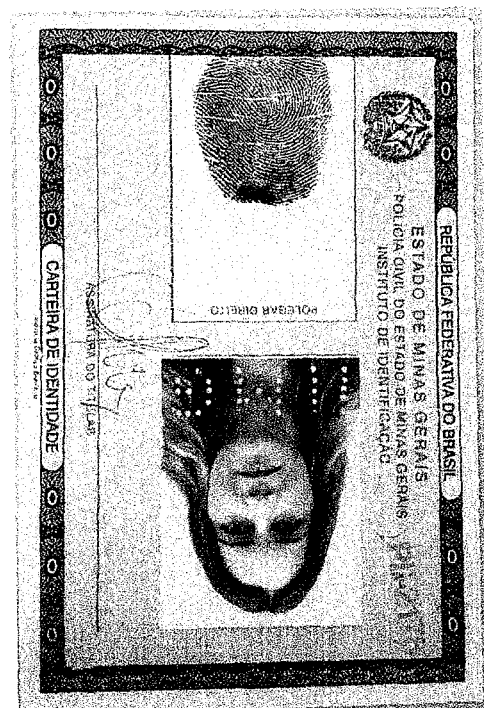 REPÚBLICA FEDERATIVA DO BRASIL
ESTADO DE MINAS GERAIS
POLÍCIA CIVIL DO ESTADO DE MINAS GERAIS
INSTITUTO DE IDENTIFICAÇÃO
POLEGAR DIREITO
ASSINATURA DO TITULAR
CARTEIRA DE IDENTIDADE